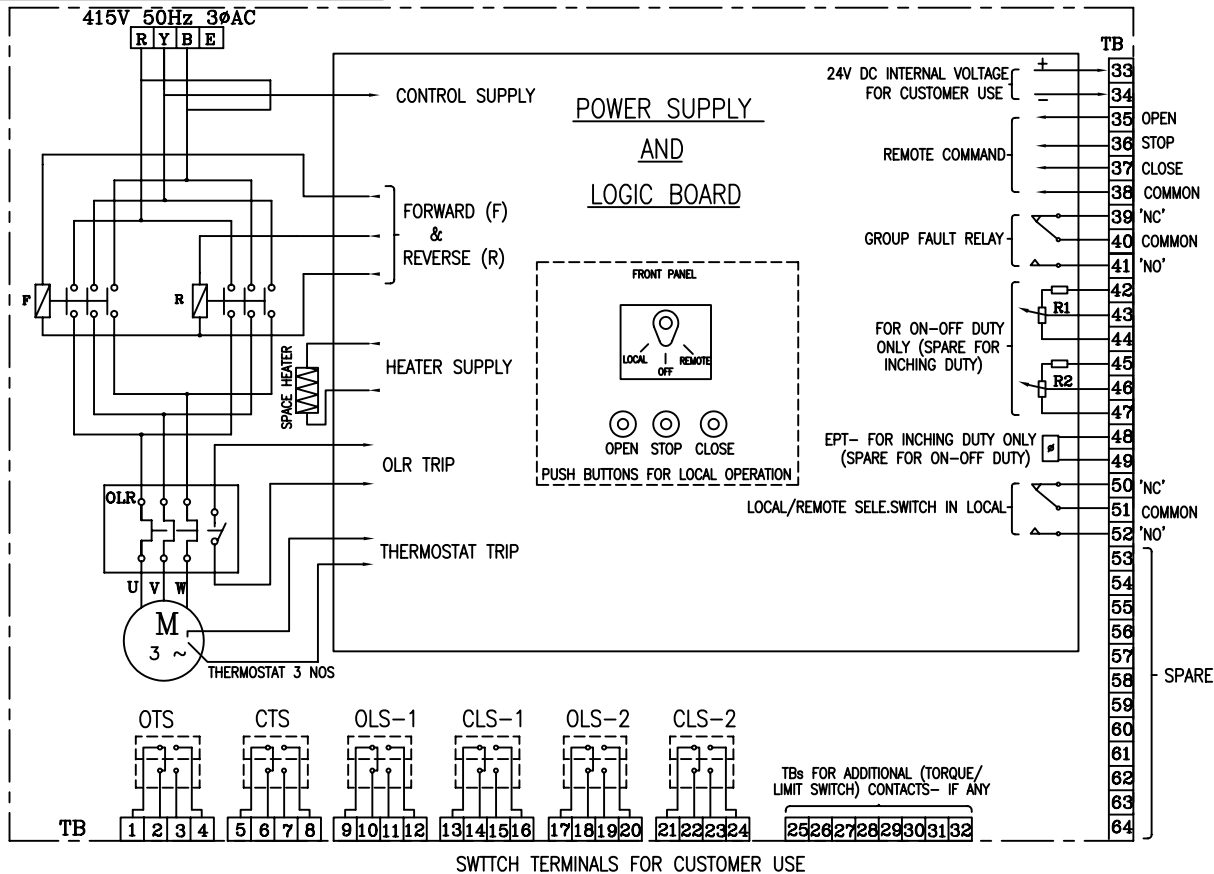 415V 50Hz 3øAC
R Y B E
CONTROL SUPPLY
FORWARD (F)
&
REVERSE (R)
F
R
SPACE HEATER
HEATER SUPPLY
OLR TRIP
OLR
THERMOSTAT TRIP
U V W
M
3 ~
THERMOSTAT 3 NOS
POWER SUPPLY
AND
LOGIC BOARD
FRONT PANEL
LOCAL
OFF
REMOTE
OPEN STOP CLOSE
PUSH BUTTONS FOR LOCAL OPERATION
TB
24V DC INTERNAL VOLTAGE
FOR CUSTOMER USE
+
−
REMOTE COMMAND
GROUP FAULT RELAY
FOR ON−OFF DUTY
ONLY (SPARE FOR
INCHING DUTY)
R1
R2
EPT− FOR INCHING DUTY ONLY
(SPARE FOR ON−OFF DUTY)
ø
LOCAL/REMOTE SELE.SWITCH IN LOCAL
33
34
35 OPEN
36 STOP
37 CLOSE
38 COMMON
39 'NC'
40 COMMON
41 'NO'
42
43
44
45
46
47
48
49
50 'NC'
51 COMMON
52 'NO'
53
54
55
56
57
58
59
60
61
62
63
64
SPARE
OTS CTS OLS−1 CLS−1 OLS−2 CLS−2
TBs FOR ADDITIONAL (TORQUE/
LIMIT SWITCH) CONTACTS− IF ANY
TB 1 2 3 4 5 6 7 8 9 10 11 12 13 14 15 16 17 18 19 20 21 22 23 24 25 26 27 28 29 30 31 32
SWTTCH TERMINALS FOR CUSTOMER USE